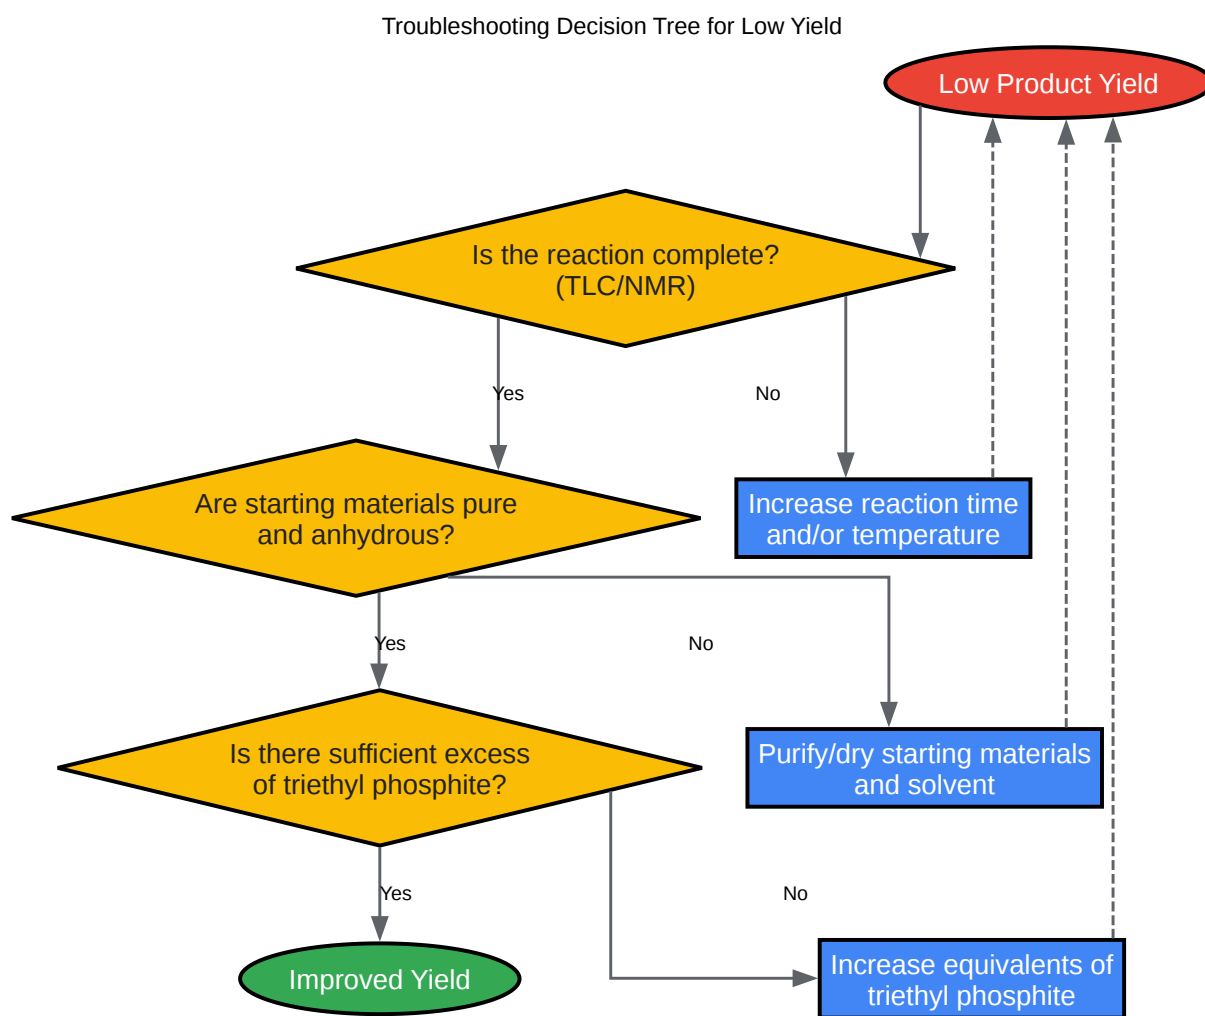 Troubleshooting Decision Tree for Low Yield
Low Product Yield
Is the reaction complete?
(TLC/NMR)
Yes
No
Are starting materials pure
and anhydrous?
Increase reaction time
and/or temperature
Yes
No
Is there sufficient excess
of triethyl phosphite?
Purify/dry starting materials
and solvent
Yes
No
Improved Yield
Increase equivalents of
triethyl phosphite